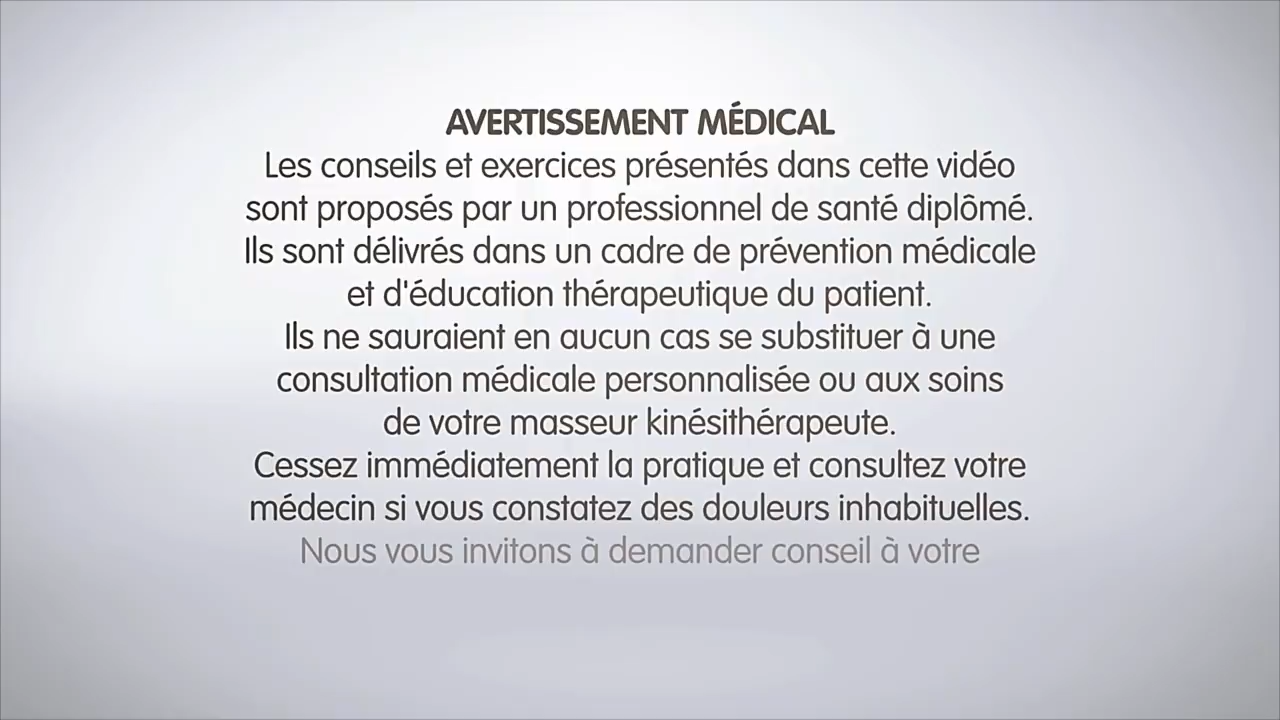 AVERTISSEMENT MÉDICAL
Les conseils et exercices présentés dans cette vidéo
sont proposés par un professionnel de santé diplômé.
Ils sont délivrés dans un cadre de prévention médicale
et d'éducation thérapeutique du patient.
Ils ne sauraient en aucun cas se substituer à une
consultation médicale personnalisée ou aux soins
de votre masseur kinésithérapeute.
Cessez immédiatement la pratique et consultez votre
médecin si vous constatez des douleurs inhabituelles.
Nous vous invitons à demander conseil à votre